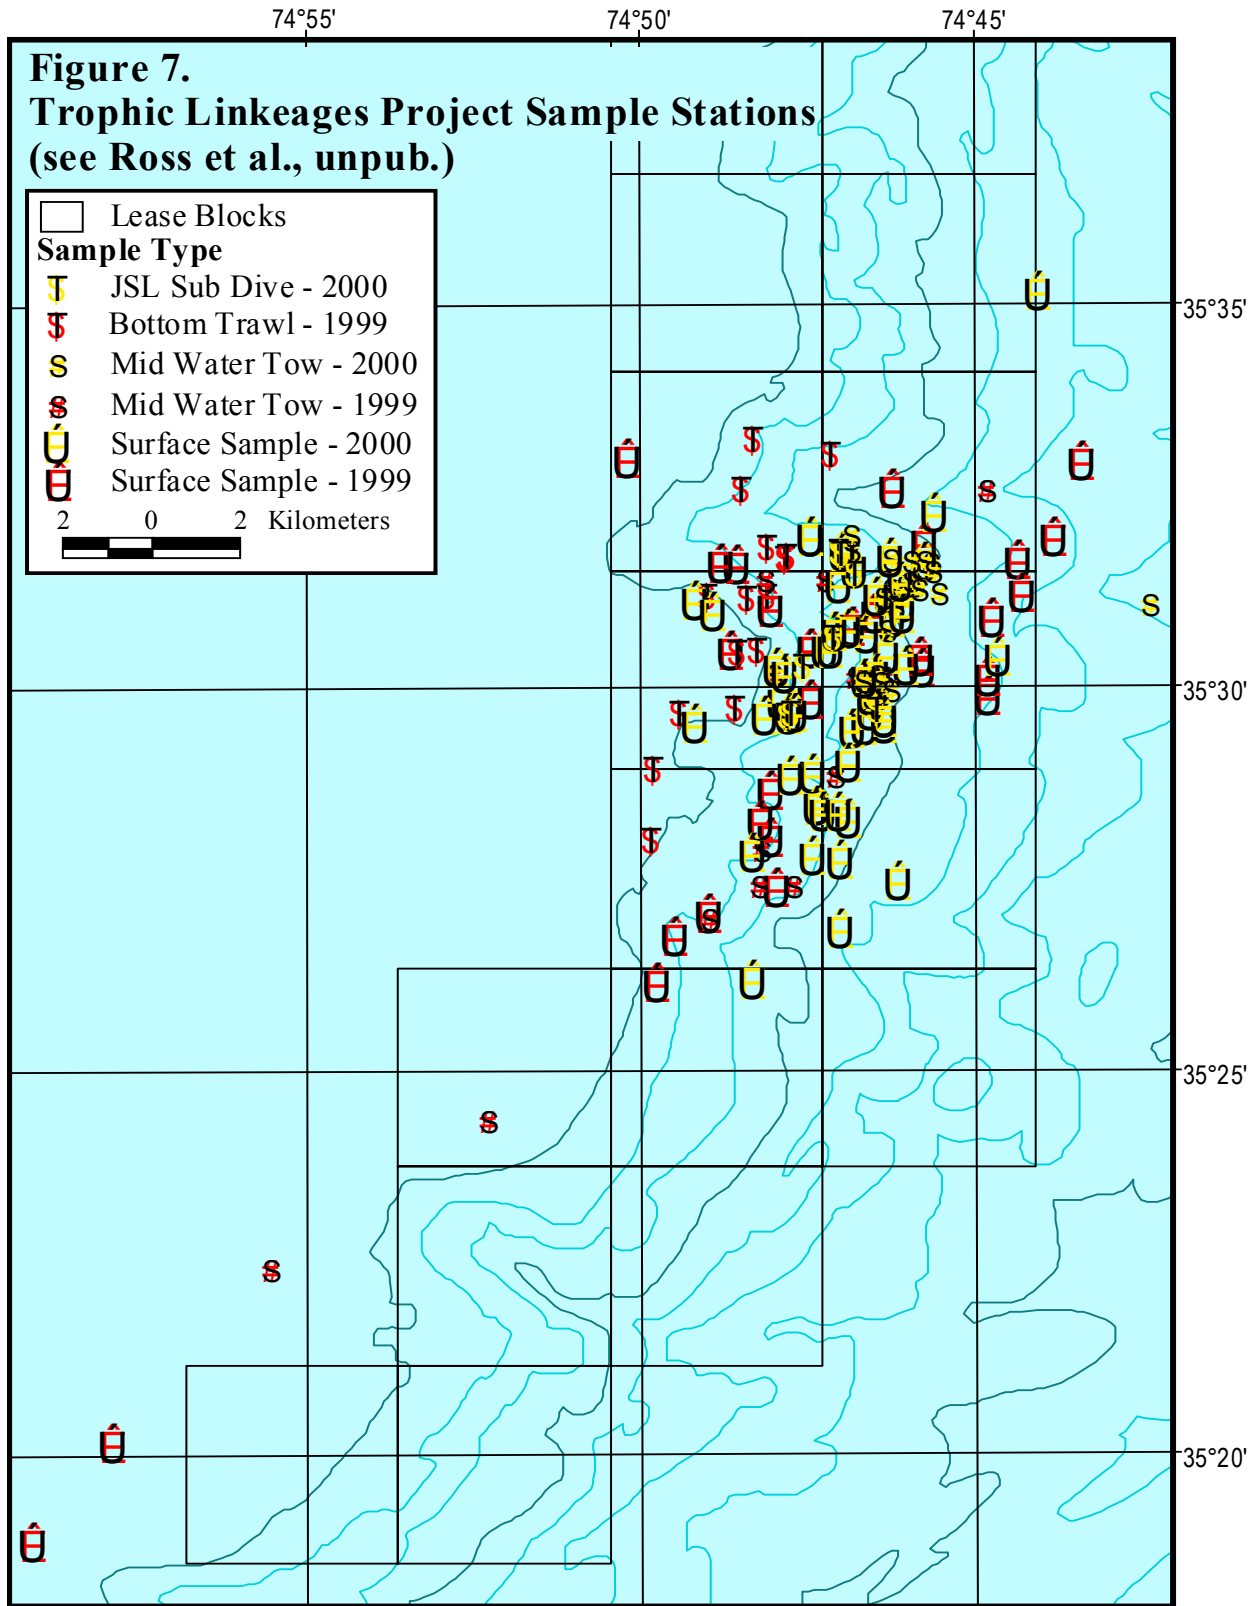 74°55' 74°50' 74°45'
Figure 7.
Trophic Linkeages Project Sample Stations
(see Ross et al., unpub.)
Lease Blocks
Sample Type
JSL Sub Dive - 2000
Bottom Trawl - 1999
Mid Water Tow - 2000
Mid Water Tow - 1999
Surface Sample - 2000
Surface Sample - 1999
2 0 2 Kilometers
35°35'
35°30'
35°25'
35°20'